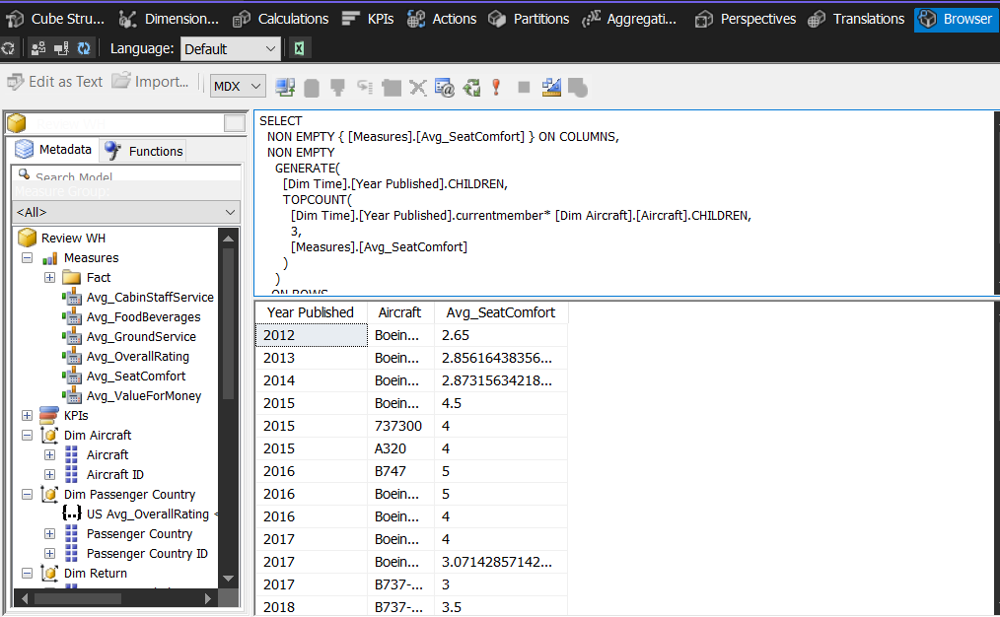 Cube Stru... Dimension... Calculations KPIs Actions Partitions Aggregati... Perspectives Translations Browser
Language: Default
Edit as Text Import... MDX
Metadata Functions
Search Model
Measure Group:
<All>
Review WH
Measures
Fact
Avg_CabinStaffService
Avg_FoodBeverages
Avg_GroundService
Avg_OverallRating
Avg_SeatComfort
Avg_ValueForMoney
KPIs
Dim Aircraft
Aircraft
Aircraft ID
Dim Passenger Country
US Avg_OverallRating <
Passenger Country
Passenger Country ID
Dim Return
SELECT
NON EMPTY { [Measures].[Avg_SeatComfort] } ON COLUMNS,
NON EMPTY
GENERATE(
[Dim Time].[Year Published].CHILDREN,
TOPCOUNT(
[Dim Time].[Year Published].currentmember* [Dim Aircraft].[Aircraft].CHILDREN,
3,
[Measures].[Avg_SeatComfort]
)
)
ON ROWS
Year Published Aircraft Avg_SeatComfort
2012 Boein... 2.65
2013 Boein... 2.85616438356...
2014 Boein... 2.87315634218...
2015 Boein... 4.5
2015 737300 4
2015 A320 4
2016 B747 5
2016 Boein... 5
2016 Boein... 4
2017 Boein... 4
2017 Boein... 3.07142857142...
2017 B737-... 3
2018 B737-... 3.5